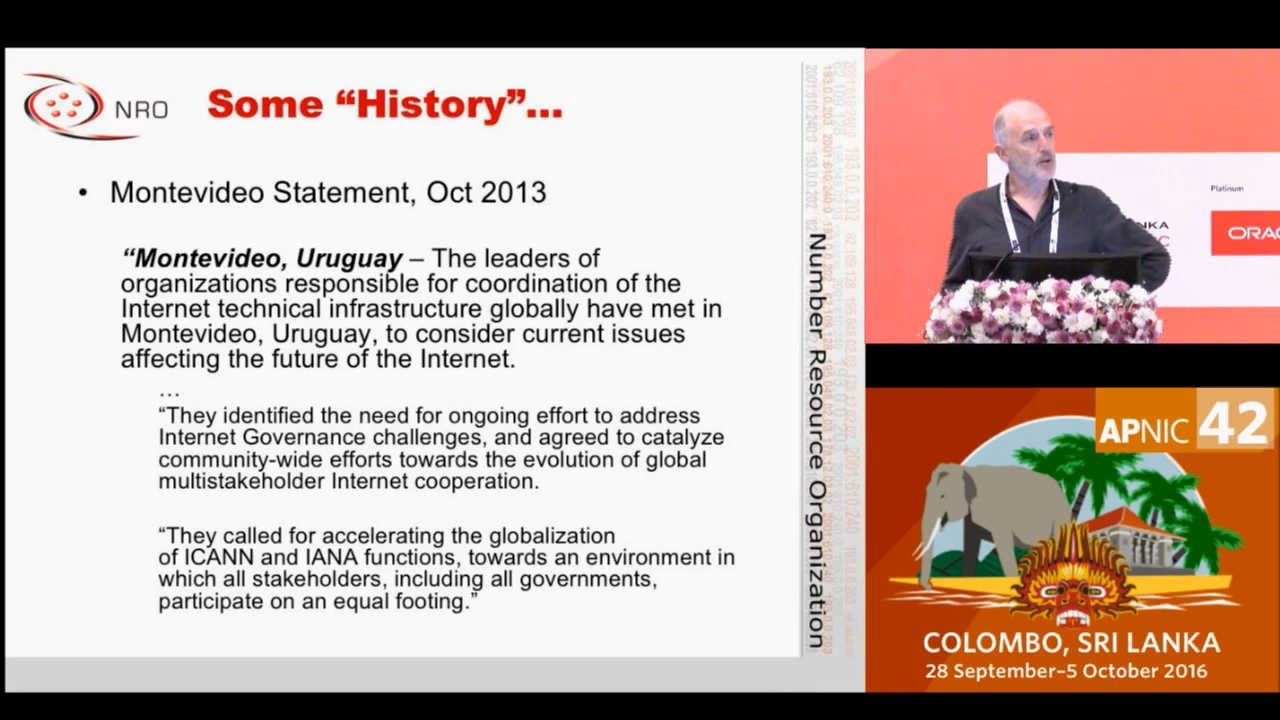 NRO
Some “History”...
• Montevideo Statement, Oct 2013
“Montevideo, Uruguay – The leaders of
organizations responsible for coordination of the
Internet technical infrastructure globally have met in
Montevideo, Uruguay, to consider current issues
affecting the future of the Internet.
...
“They identified the need for ongoing effort to address
Internet Governance challenges, and agreed to catalyze
community-wide efforts towards the evolution of global
multistakeholder Internet cooperation.
“They called for accelerating the globalization
of ICANN and IANA functions, towards an environment in
which all stakeholders, including all governments,
participate on an equal footing.”
Number Resource Organization
Platinum
ORAC
APNIC 42
COLOMBO, SRI LANKA
28 September–5 October 2016